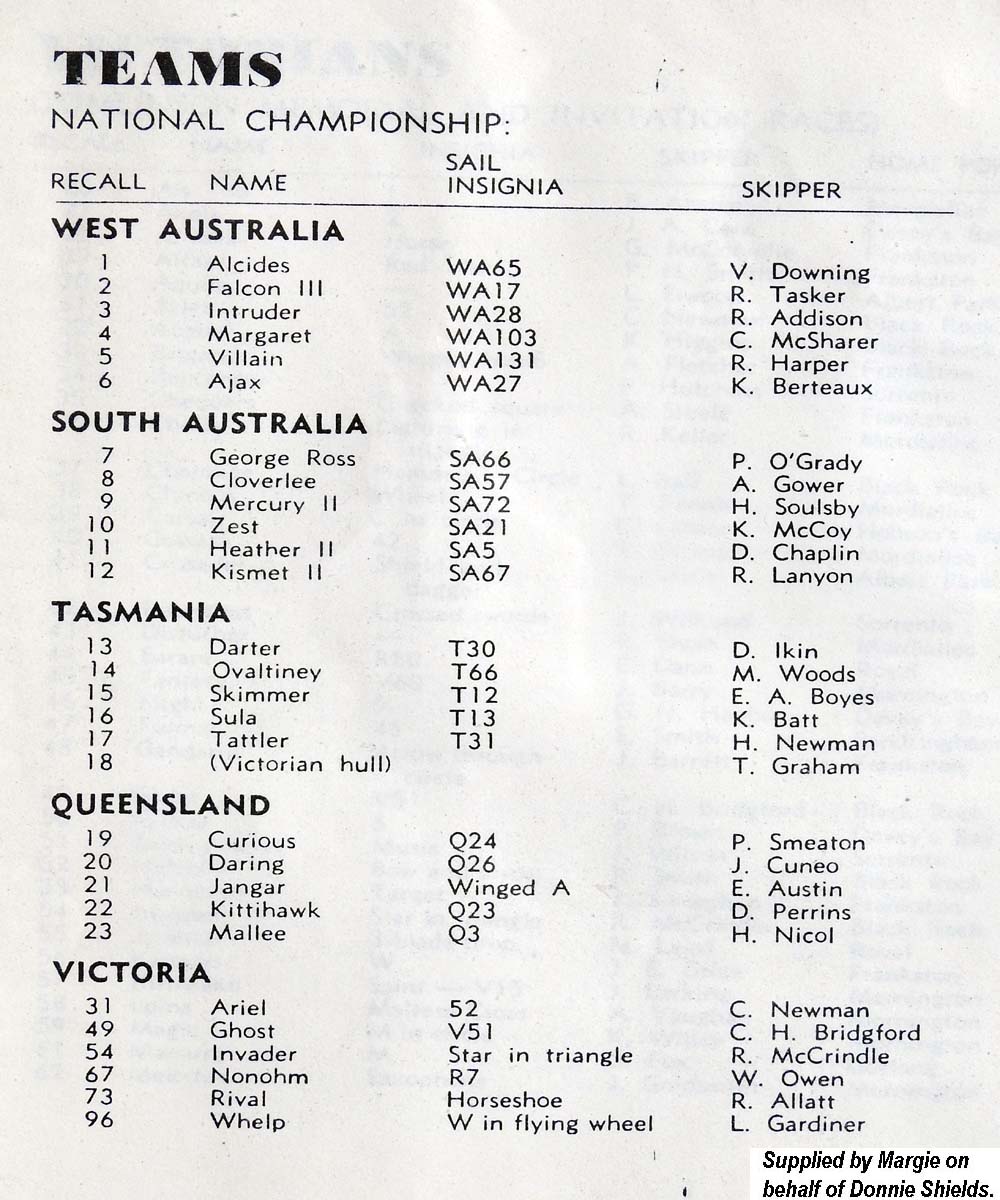 TEAMS
NATIONAL CHAMPIONSHIP:
RECALL NAME SAIL INSIGNIA SKIPPER
WEST AUSTRALIA
1 Alcides WA65 V. Downing
2 Falcon III WA17 R. Tasker
3 Intruder WA28 R. Addison
4 Margaret WA103 C. McSharer
5 Villain WA131 R. Harper
6 Ajax WA27 K. Berteaux
SOUTH AUSTRALIA
7 George Ross SA66 P. O'Grady
8 Cloverlee SA57 A. Gower
9 Mercury II SA72 H. Soulsby
10 Zest SA21 K. McCoy
11 Heather II SA5 D. Chaplin
12 Kismet II SA67 R. Lanyon
TASMANIA
13 Darter T30 D. Ikin
14 Ovaltiney T66 M. Woods
15 Skimmer T12 E. A. Boyes
16 Sula T13 K. Batt
17 Tattler T31 H. Newman
18 (Victorian hull) T. Graham
QUEENSLAND
19 Curious Q24 P. Smeaton
20 Daring Q26 J. Cuneo
21 Jangar Winged A E. Austin
22 Kittihawk Q23 D. Perrins
23 Mallee Q3 H. Nicol
VICTORIA
31 Ariel 52 C. Newman
49 Ghost V51 C. H. Bridgford
54 Invader Star in triangle R. McCrindle
67 Nonohm R7 W. Owen
73 Rival Horseshoe R. Allatt
96 Whelp W in flying wheel L. Gardiner
Supplied by Margie on
behalf of Donnie Shields.